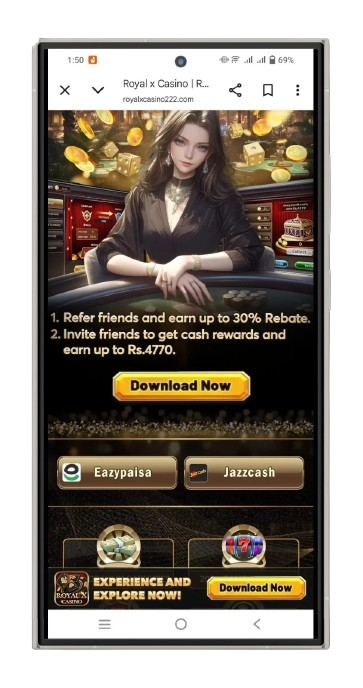 1:50
69%
Royal x Casino | R...
royalxcasino222.com
1. Refer friends and earn up to 30% Rebate.
2. Invite friends to get cash rewards and
earn up to Rs.4770.
Download Now
Eazypaisa
Jazzcash
7
ROYAL X
CASINO
EXPERIENCE AND
EXPLORE NOW!
Download Now